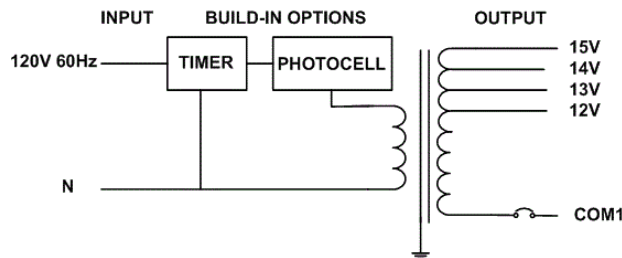 INPUT BUILD-IN OPTIONS OUTPUT
120V 60Hz TIMER PHOTOCELL 15V
14V
13V
12V
N
COM1